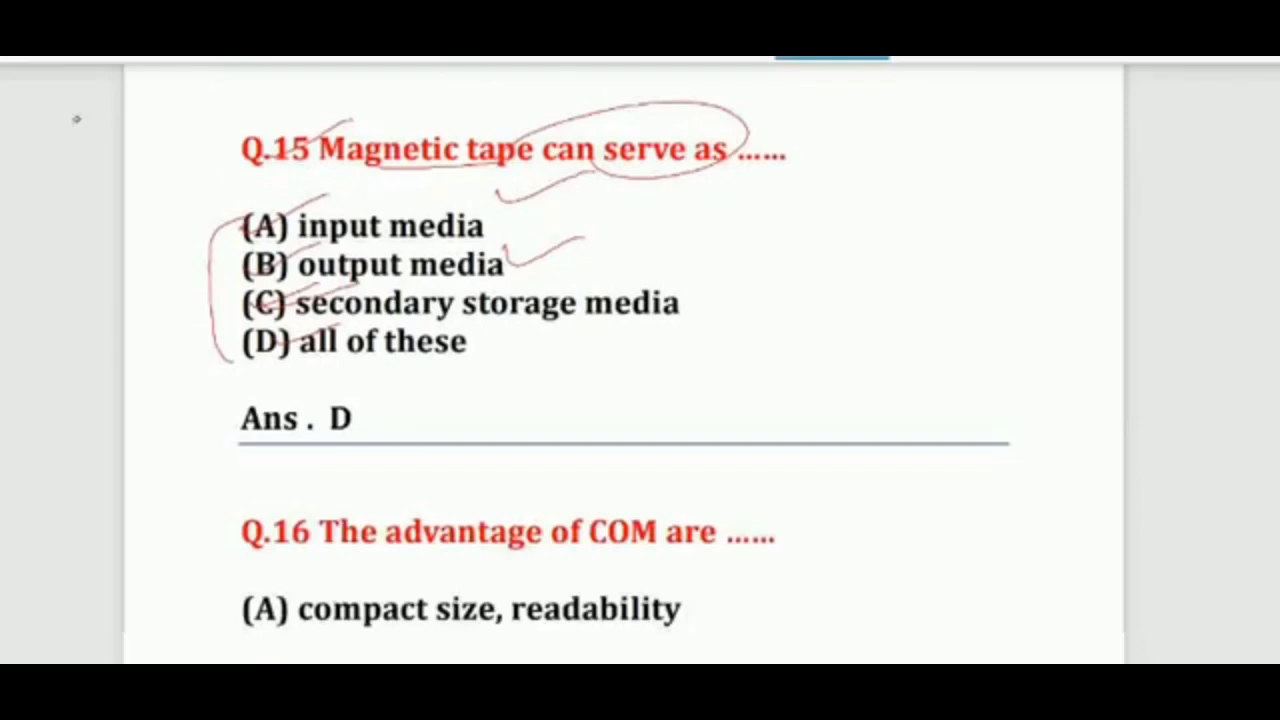 Q.15 Magnetic tape can serve as ......
(A) input media
(B) output media
(C) secondary storage media
(D) all of these
Ans . D
Q.16 The advantage of COM are ......
(A) compact size, readability